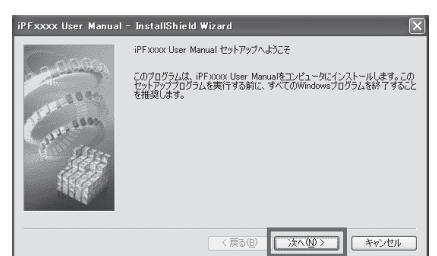 iPFxxxx User Manual - InstallShield Wizard
iPFxxxx User Manual セットアップへようこそ
このプログラムは、iPFxxxx User Manualをコンピュータにインストールします。この
セットアッププログラムを実行する前に、すべてのWindowsプログラムを終了すること
を推奨します。
< 戻る(B)
次へ(N) >
キャンセル